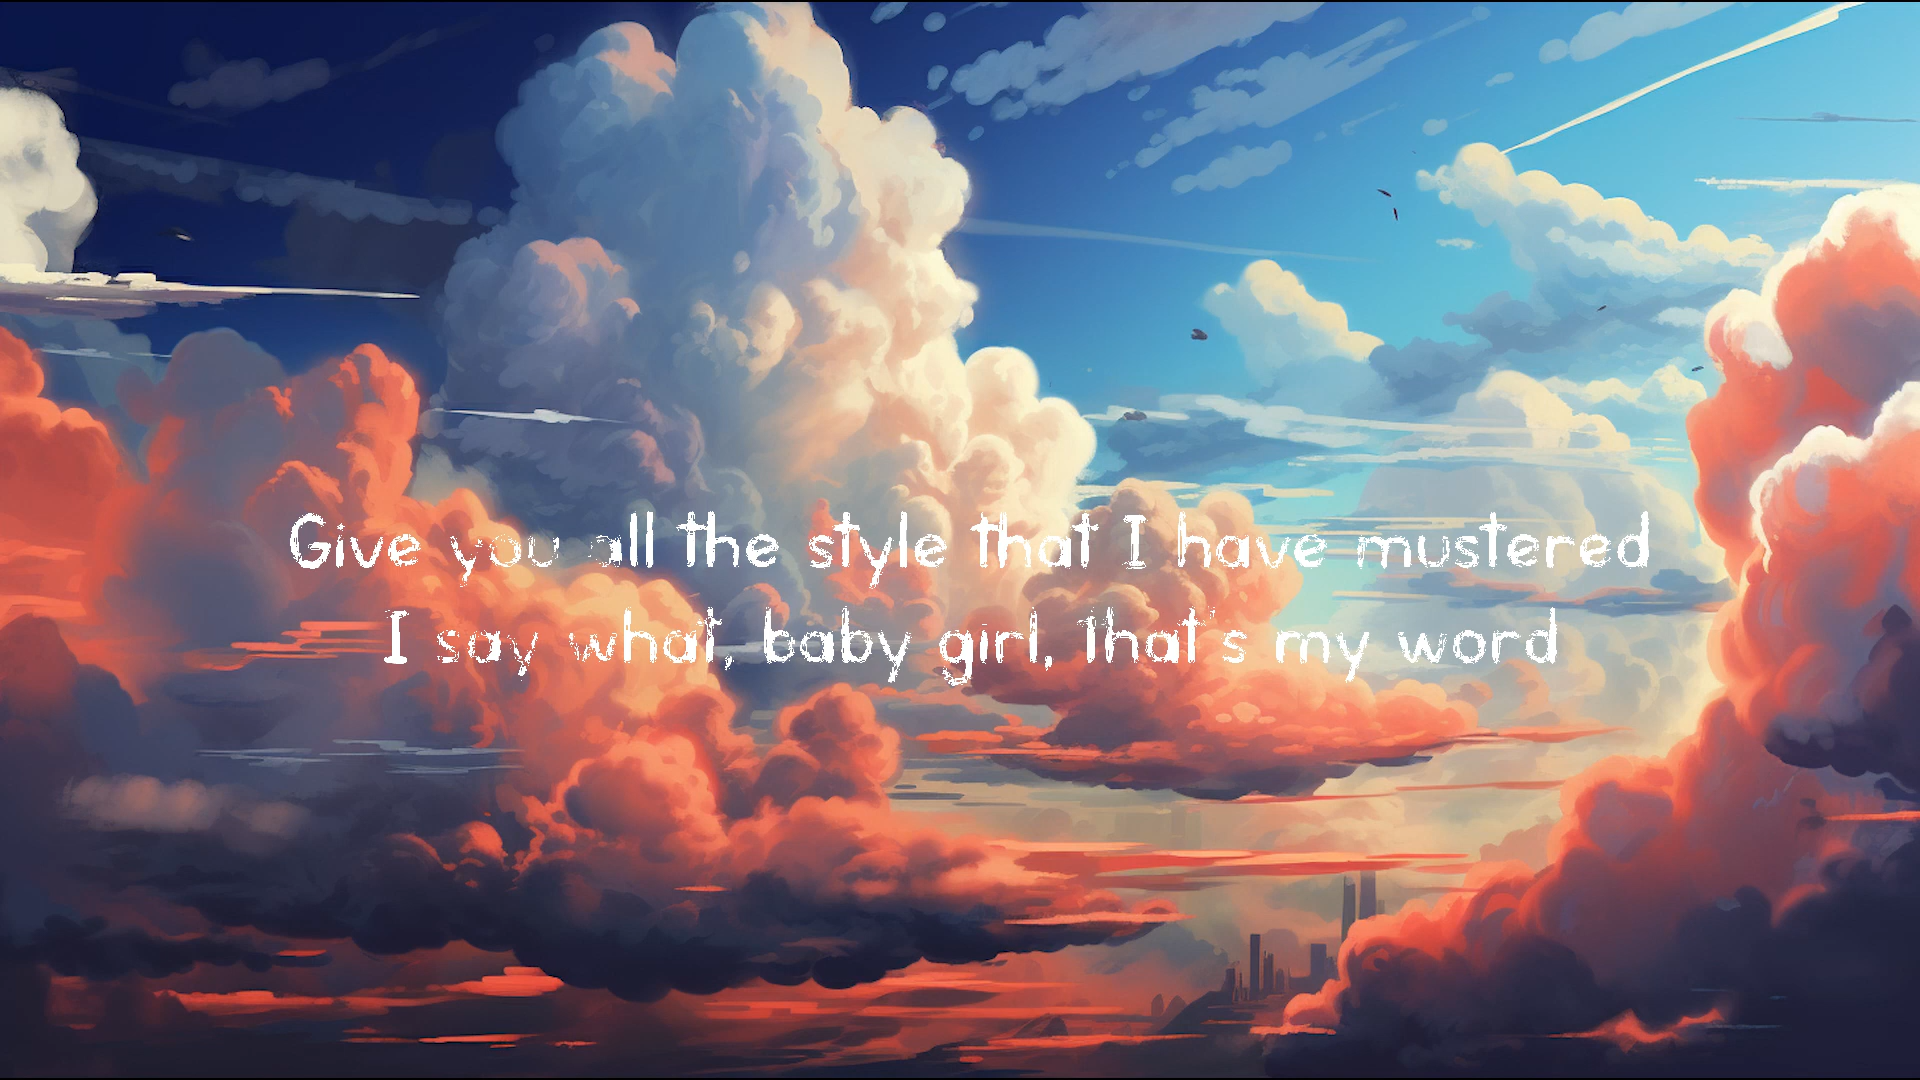 Give you all the style that I have mustered
I say what, baby girl, that's my word